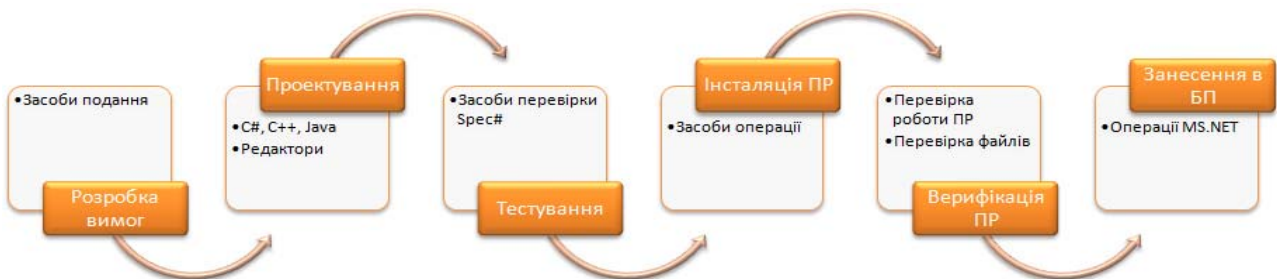 •Засоби подання
Розробка
вимог
Проектування
•C#, C++, Java
•Редактори
•Засоби перевірки
Spec#
Тестування
Інсталяція ПР
•Засоби операції
•Перевірка
роботи ПР
•Перевірка файлів
Верифікація
ПР
Занесення в
БП
•Операції MS.NET